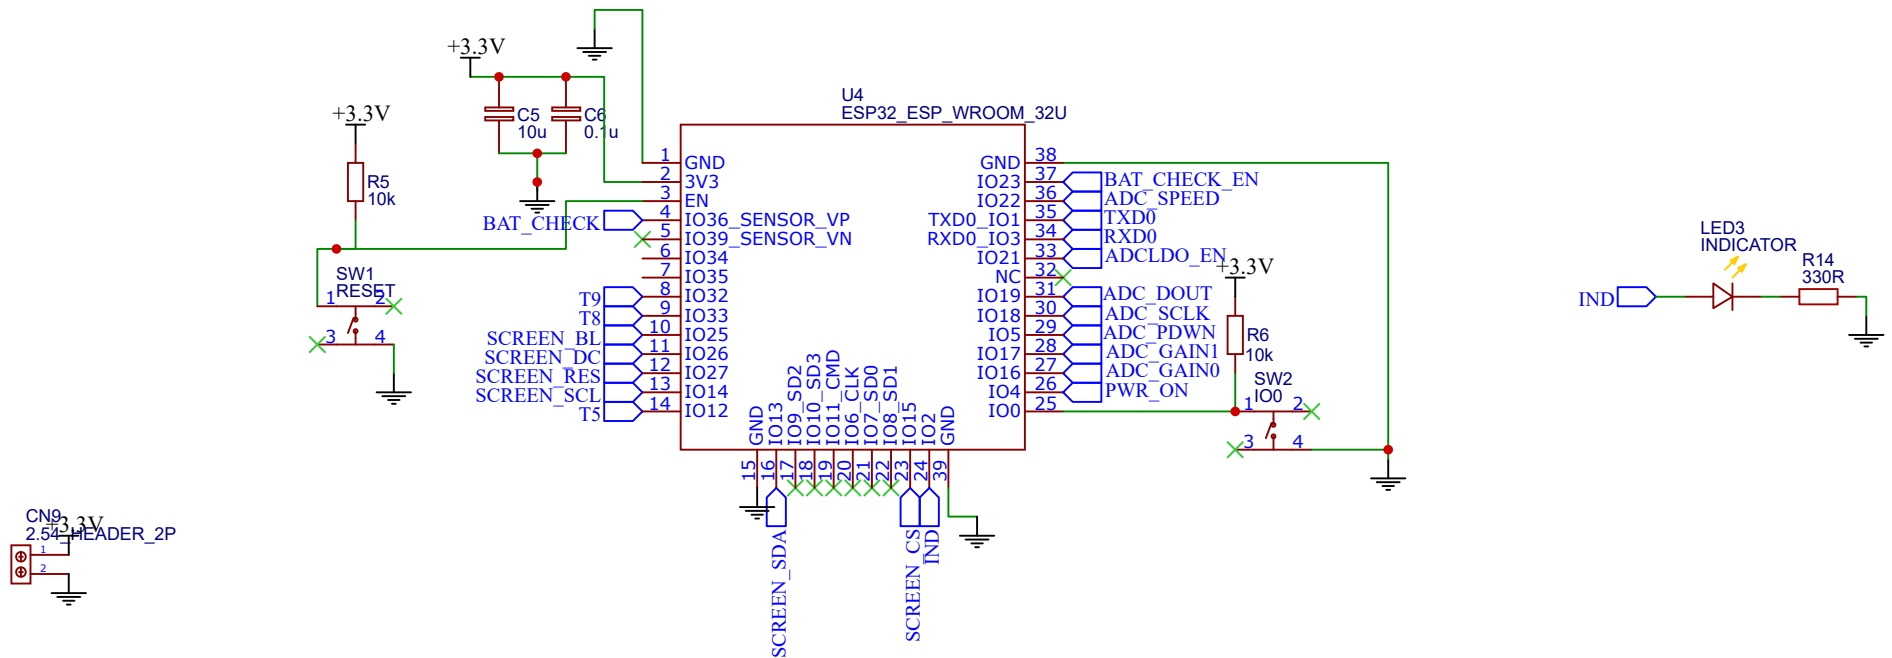 +3.3V
C5
10u
C6
0.1u
+3.3V
R5
10k
SW1
RESET
1
2
3
4
U4
ESP32_ESP_WROOM_32U
1 GND
2 3V3
3 EN
BAT_CHECK 4 IO36_SENSOR_VP
5 IO39_SENSOR_VN
6 IO34
7 IO35
T9 8 IO32
T8 9 IO33
SCREEN_BL 10 IO25
SCREEN_DC 11 IO26
SCREEN_RES 12 IO27
SCREEN_SCL 13 IO14
T5 14 IO12
GND 15
IO13 16 SCREEN_SDA
IO9_SD2 17
IO10_SD3 18
IO11_CMD 19
IO6_CLK 20
IO7_SD0 21
IO8_SD1 22
IO15 23 SCREEN_CS
IO2 24 IND
GND 39
GND 38
IO23 37 BAT_CHECK_EN
IO22 36 ADC_SPEED
TXD0_IO1 35 TXD0
RXD0_IO3 34 RXD0
IO21 33 ADCLDO_EN
NC 32
IO19 31 ADC_DOUT
IO18 30 ADC_SCLK
IO5 29 ADC_PDWN
IO17 28 ADC_GAIN1
IO16 27 ADC_GAIN0
IO4 26 PWR_ON
IO0 25
+3.3V
R6
10k
SW2
IO0
1
2
3
4
LED3
INDICATOR
IND
R14
330R
CN9
+3.3V
2.54_HEADER_2P
1
2